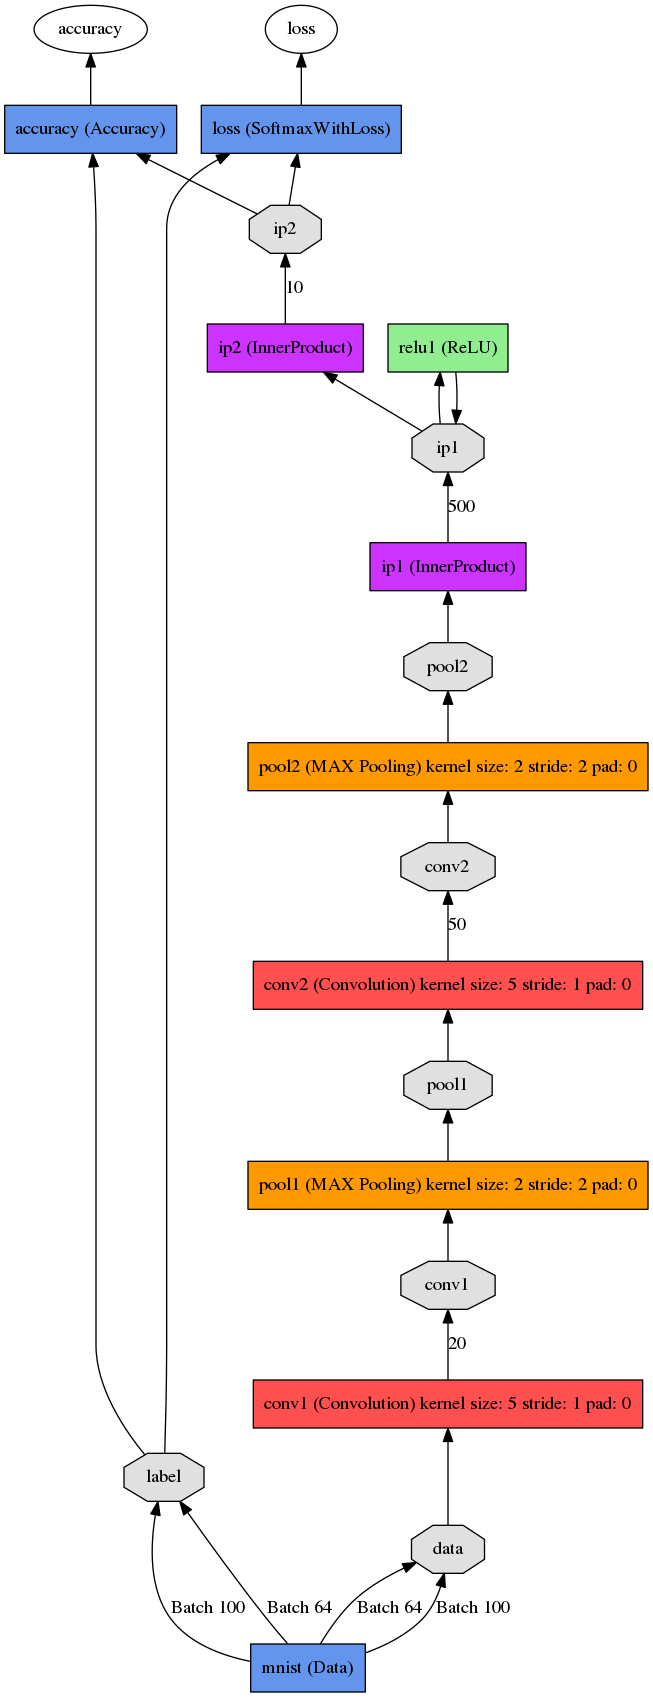 accuracy
loss
accuracy (Accuracy)
loss (SoftmaxWithLoss)
ip2
10
ip2 (InnerProduct)
relu1 (ReLU)
ip1
500
ip1 (InnerProduct)
pool2
pool2 (MAX Pooling) kernel size: 2 stride: 2 pad: 0
conv2
50
conv2 (Convolution) kernel size: 5 stride: 1 pad: 0
pool1
pool1 (MAX Pooling) kernel size: 2 stride: 2 pad: 0
conv1
20
conv1 (Convolution) kernel size: 5 stride: 1 pad: 0
label
data
Batch 100
Batch 64
Batch 64
Batch 100
mnist (Data)